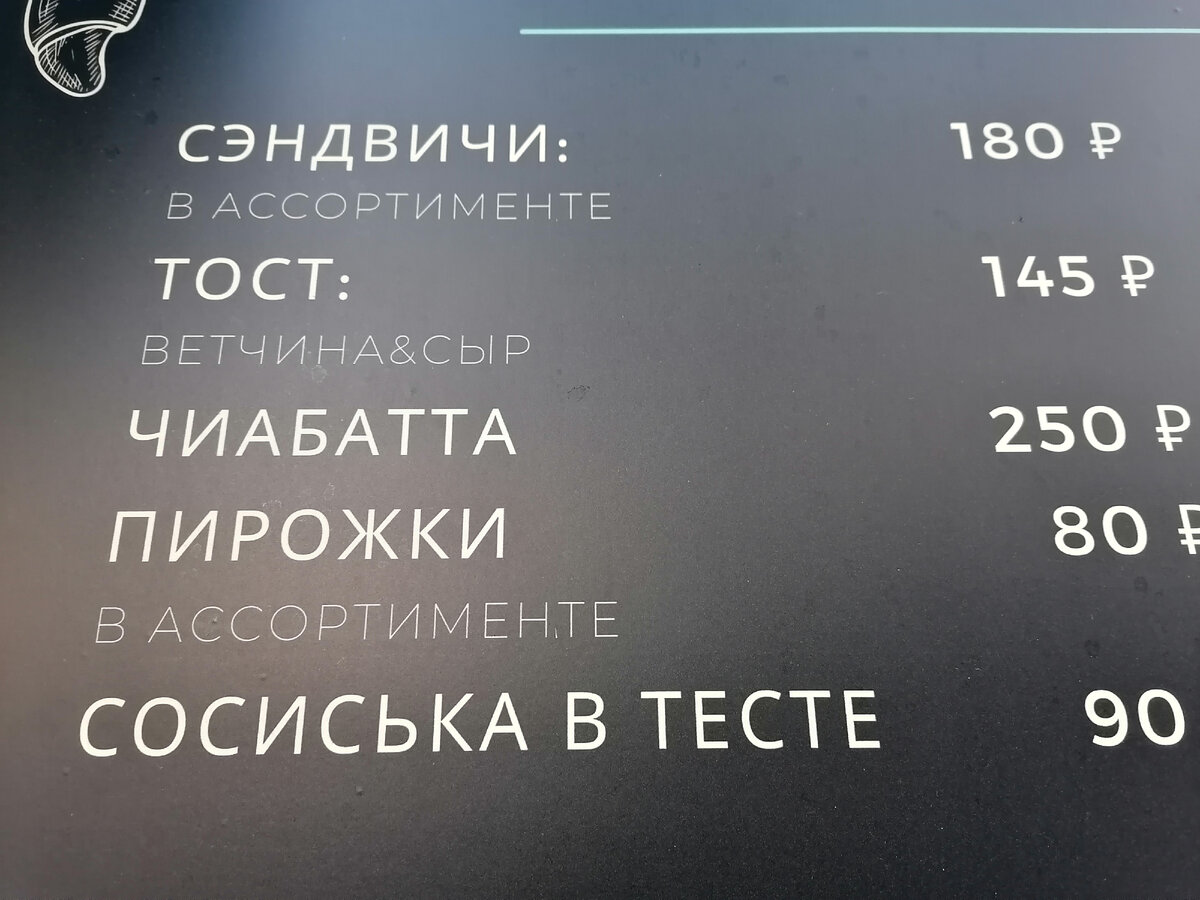 СЭНДВИЧИ: 180 ₽
В АССОРТИМЕНТЕ
ТОСТ: 145 ₽
ВЕТЧИНА&СЫР
ЧИАБАТТА 250 ₽
ПИРОЖКИ 80 ₽
В АССОРТИМЕНТЕ
СОСИСЬКА В ТЕСТЕ 90